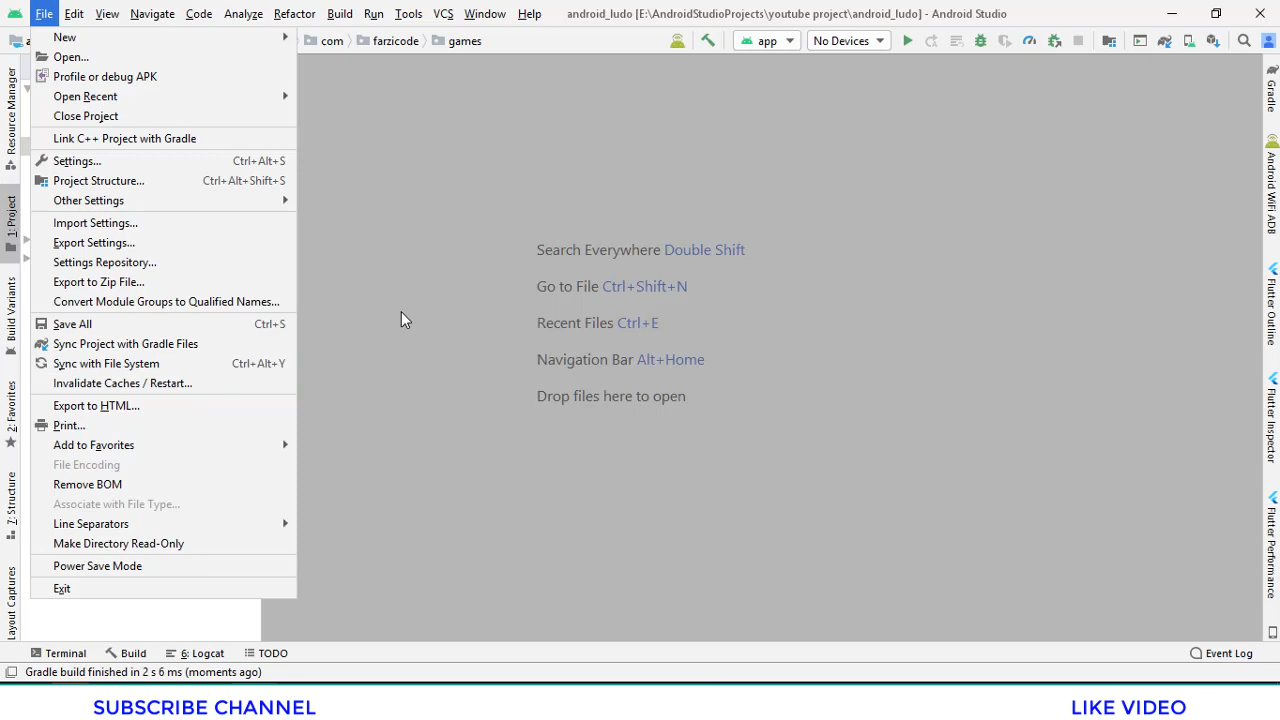 File Edit View Navigate Code Analyze Refactor Build Run Tools VCS Window Help android_ludo [E:\AndroidStudioProjects\youtube project\android_ludo] - Android Studio
com farzicode games app No Devices
New
Open...
Profile or debug APK
Open Recent
Close Project
Link C++ Project with Gradle
Settings... Ctrl+Alt+S
Project Structure... Ctrl+Alt+Shift+S
Other Settings
Import Settings...
Export Settings...
Settings Repository...
Export to Zip File...
Convert Module Groups to Qualified Names...
Save All Ctrl+S
Sync Project with Gradle Files
Sync with File System Ctrl+Alt+Y
Invalidate Caches / Restart...
Export to HTML...
Print...
Add to Favorites
File Encoding
Remove BOM
Associate with File Type...
Line Separators
Make Directory Read-Only
Power Save Mode
Exit
Resource Manager
1: Project
Build Variants
2: Favorites
7: Structure
Layout Captures
Search Everywhere Double Shift
Go to File Ctrl+Shift+N
Recent Files Ctrl+E
Navigation Bar Alt+Home
Drop files here to open
Gradle
Android WiFi ADB
Flutter Outline
Flutter Inspector
Flutter Performance
Terminal Build 6: Logcat TODO Event Log
Gradle build finished in 2 s 6 ms (moments ago)
SUBSCRIBE CHANNEL LIKE VIDEO